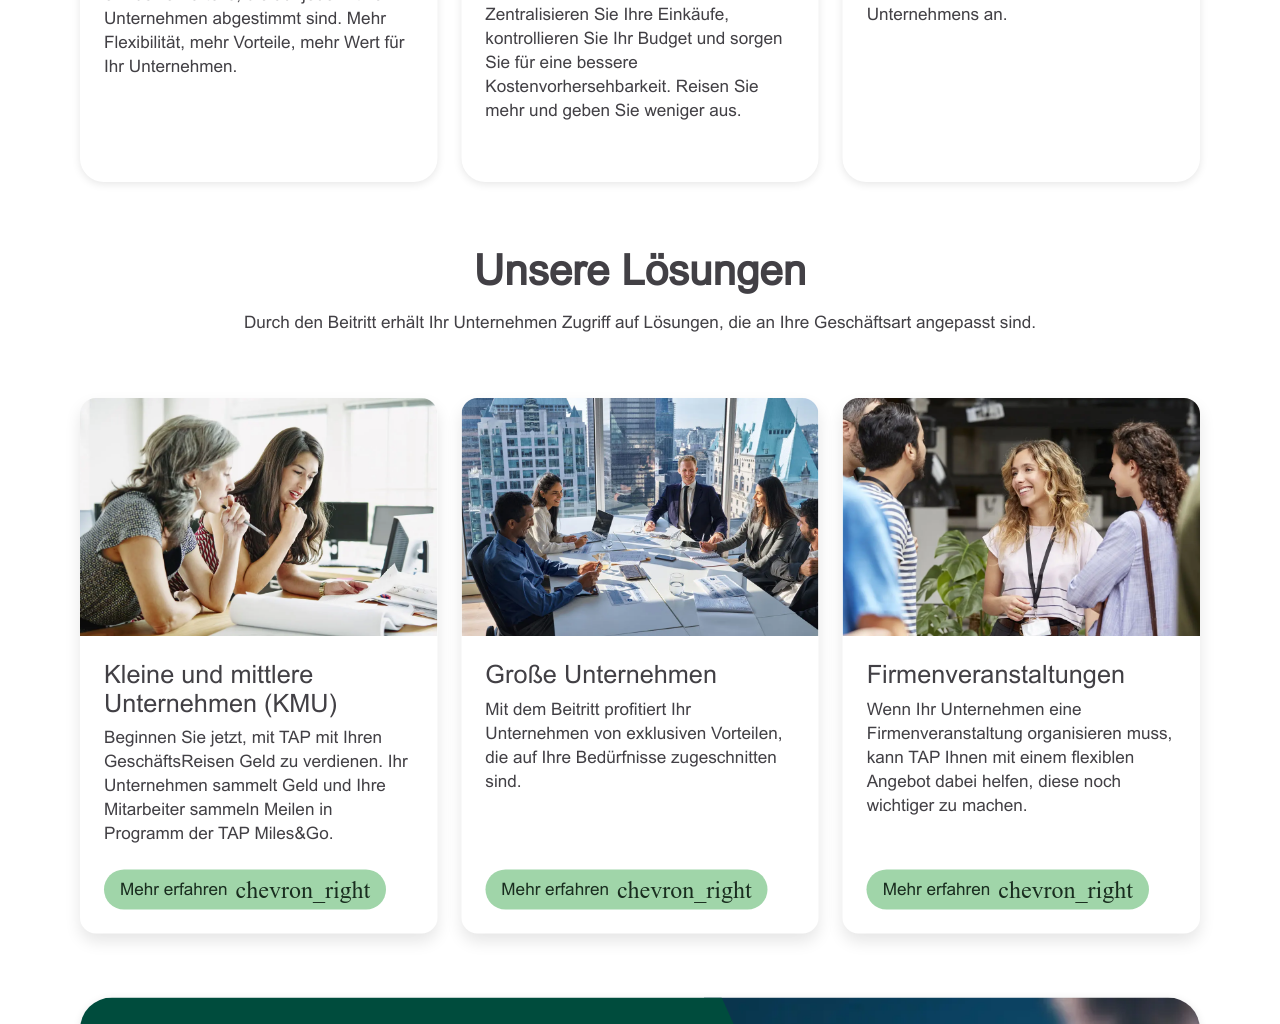 Unternehmen abgestimmt sind. Mehr
Flexibilität, mehr Vorteile, mehr Wert für
Ihr Unternehmen.
Zentralisieren Sie Ihre Einkäufe,
kontrollieren Sie Ihr Budget und sorgen
Sie für eine bessere
Kostenvorhersehbarkeit. Reisen Sie
mehr und geben Sie weniger aus.
Unternehmens an.
Unsere Lösungen
Durch den Beitritt erhält Ihr Unternehmen Zugriff auf Lösungen, die an Ihre Geschäftsart angepasst sind.
Kleine und mittlere
Unternehmen (KMU)
Beginnen Sie jetzt, mit TAP mit Ihren
GeschäftsReisen Geld zu verdienen. Ihr
Unternehmen sammelt Geld und Ihre
Mitarbeiter sammeln Meilen in
Programm der TAP Miles&Go.
Mehr erfahren chevron_right
Große Unternehmen
Mit dem Beitritt profitiert Ihr
Unternehmen von exklusiven Vorteilen,
die auf Ihre Bedürfnisse zugeschnitten
sind.
Mehr erfahren chevron_right
Firmenveranstaltungen
Wenn Ihr Unternehmen eine
Firmenveranstaltung organisieren muss,
kann TAP Ihnen mit einem flexiblen
Angebot dabei helfen, diese noch
wichtiger zu machen.
Mehr erfahren chevron_right